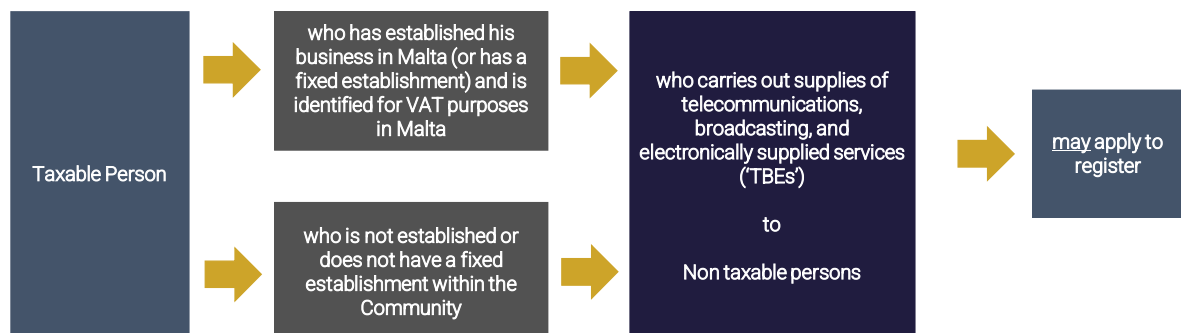 Taxable Person
who has established his
business in Malta (or has a
fixed establishment) and is
identified for VAT purposes
in Malta
who is not established or
does not have a fixed
establishment within the
Community
who carries out supplies of
telecommunications,
broadcasting, and
electronically supplied services
(‘TBEs’)
to
Non taxable persons
may apply to
register